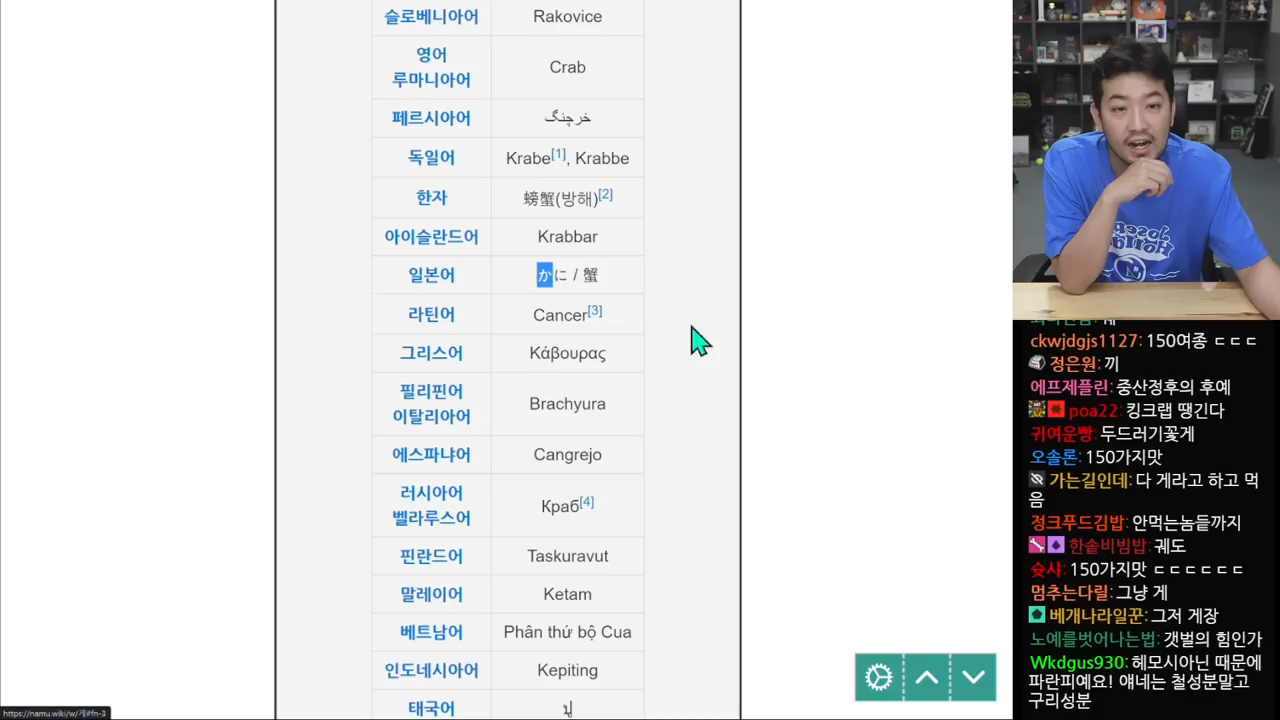 슬로베니아어 Rakovice
영어
루마니아어
Crab
페르시아어 خرچنگ
독일어 Krabe[1], Krabbe
한자 螃蟹(방해)[2]
아이슬란드어 Krabbar
일본어 かに / 蟹
라틴어 Cancer[3]
그리스어 Κάβουρας
필리핀어
이탈리아어
Brachyura
에스파냐어 Cangrejo
러시아어
벨라루스어
Краб[4]
핀란드어 Taskuravut
말레이어 Ketam
베트남어 Phân thứ bộ Cua
인도네시아어 Kepiting
태국어 ปู
https://namu.wiki/w/게#fn-3
ckwjdgjs1127: 150여종 ㄷㄷㄷ
정은원: 끼
에프제플린: 중산정후의 후예
poa22: 킹크랩 땡긴다
귀여운빵: 두드러기꽃게
오솔론: 150가지맛
가는길인데: 다 게라고 하고 먹
음
정크푸드김밥: 안먹는놈듵까지
한솥비빔밥: 궤도
슛샤: 150가지맛 ㄷㄷㄷㄷㄷㄷ
멈추는다릴: 그냥 게
베개나라일꾼: 그저 게장
노예를벗어나는법: 갯벌의 힘인가
Wkdgus930: 헤모시아닌 때문에
파란피예요! 얘네는 철성분말고
구리성분